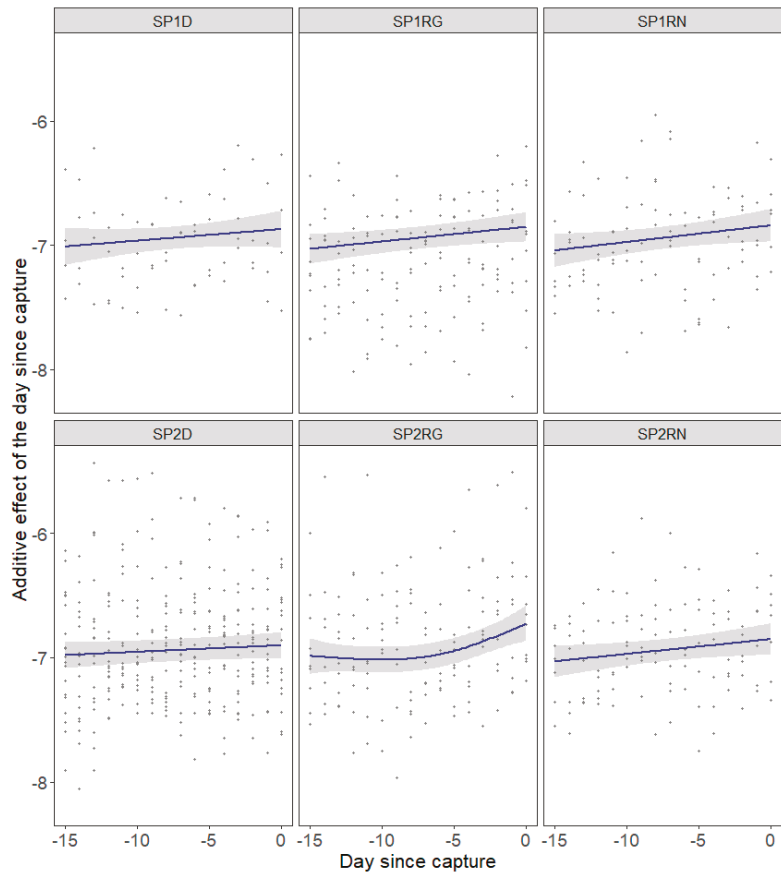 SP1D SP1RG SP1RN
-6
-7
-8
SP2D SP2RG SP2RN
-6
-7
-8
Additive effect of the day since capture
-15 -10 -5 0 -15 -10 -5 0 -15 -10 -5 0
Day since capture